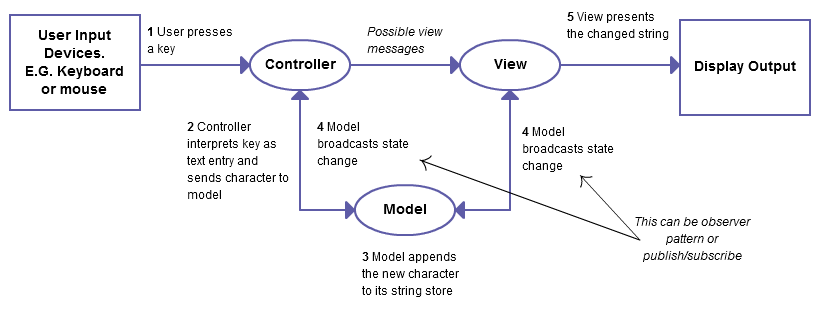 User Input
Devices.
E.G. Keyboard
or mouse
1 User presses
a key
Controller
Possible view
messages
View
5 View presents
the changed string
Display Output
2 Controller
interprets key as
text entry and
sends character to
model
4 Model
broadcasts state
change
4 Model
broadcasts state
change
Model
This can be observer
pattern or
publish/subscribe
3 Model appends
the new character
to its string store